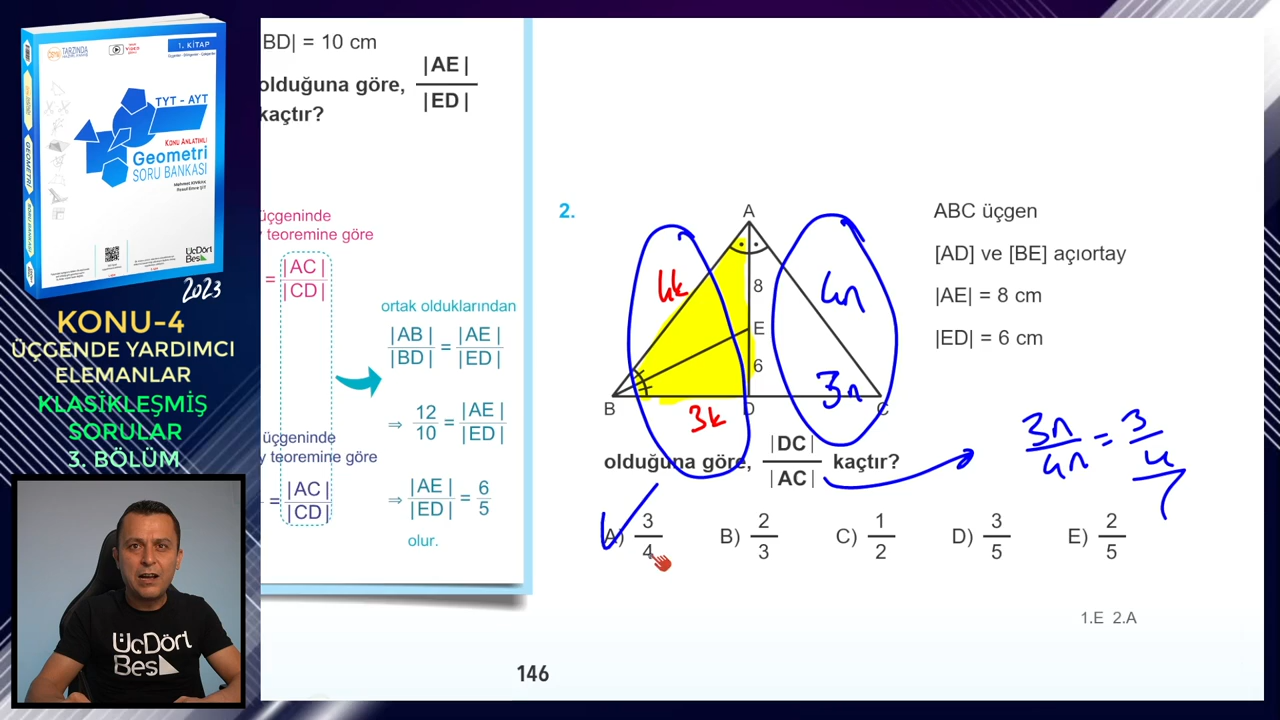 TARZINDA
1. KİTAP
TYT - AYT
KONU ANLATIMLI
Geometri
SORU BANKASI
ÜçDört
Beş
2023
KONU-4
ÜÇGENDE YARDIMCI
ELEMANLAR
KLASİKLEŞMİŞ
SORULAR
3. BÖLÜM
ÜçDört
Beş
BD| = 10 cm
olduğuna göre, |AE| / |ED|
kaçtır?
üçgeninde
teoremine göre
= |AC| / |CD|
üçgeninde
y teoremine göre
= |AC| / |CD|
ortak olduklarından
|AB| / |BD| = |AE| / |ED|
⇒ 12/10 = |AE| / |ED|
⇒ |AE| / |ED| = 6/5
olur.
2.
A
8
E
6
B
D
C
4k
3k
4n
3n
ABC üçgen
[AD] ve [BE] açıortay
|AE| = 8 cm
|ED| = 6 cm
olduğuna göre, |DC| / |AC| kaçtır?
3n/4n = 3/4
A) 3/4 B) 2/3 C) 1/2 D) 3/5 E) 2/5
1.E 2.A
146